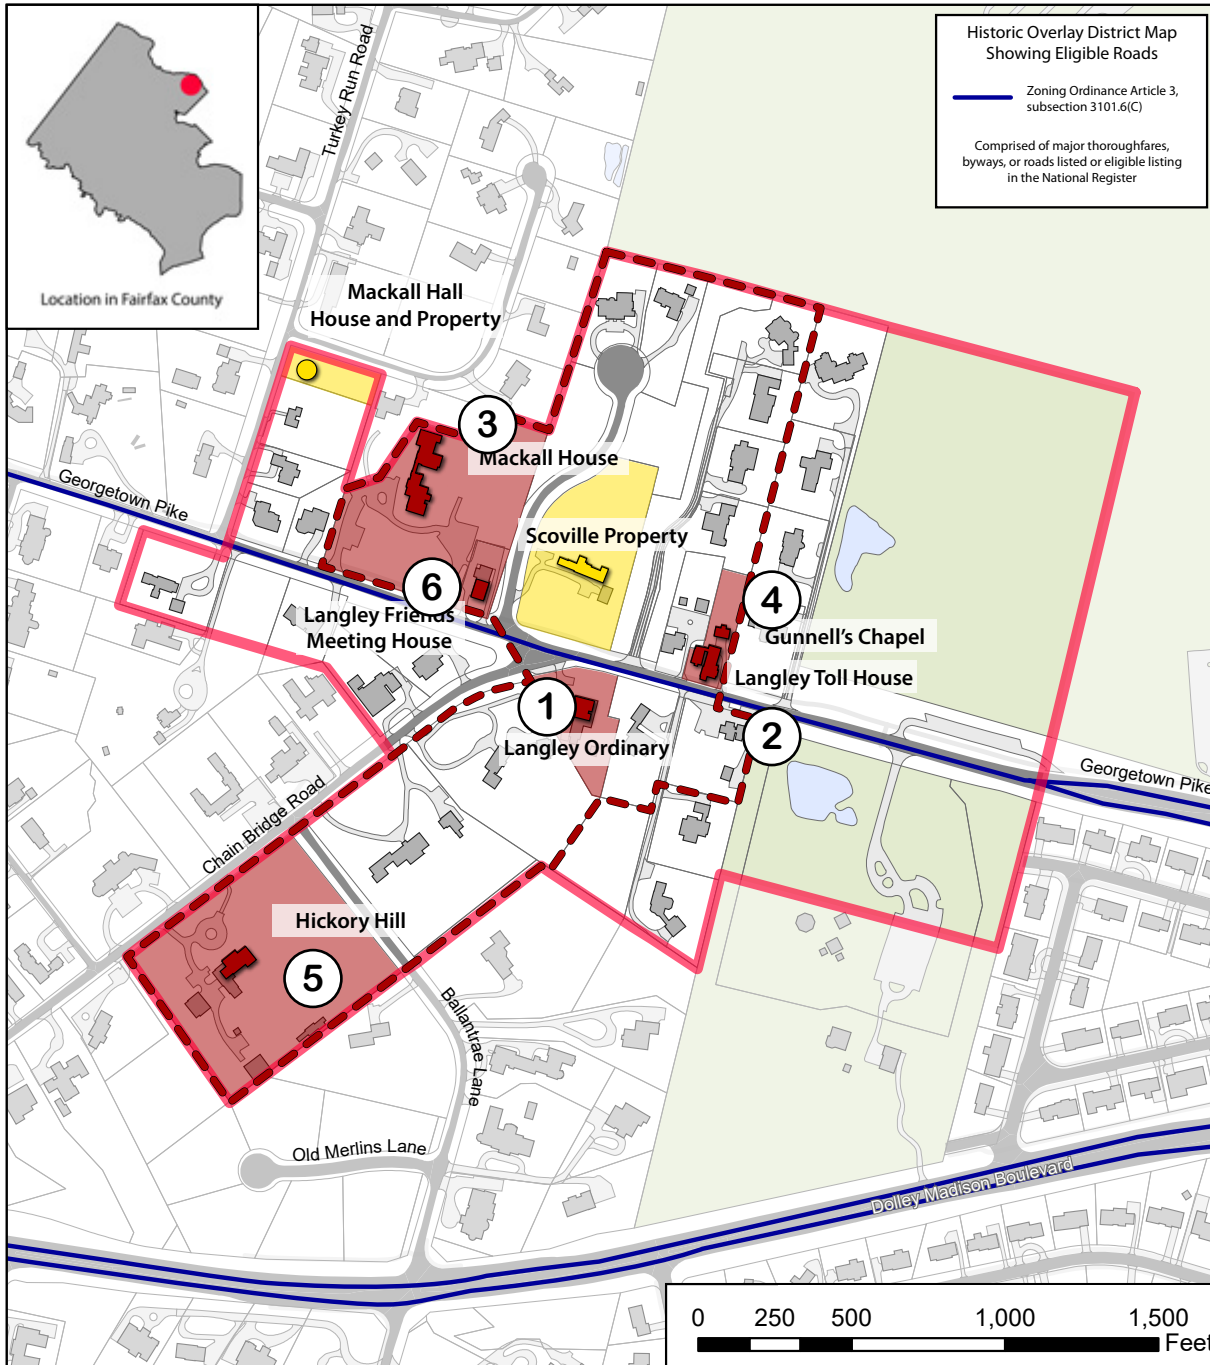 Historic Overlay District Map
Showing Eligible Roads
Zoning Ordinance Article 3,
subsection 3101.6(C)
Comprised of major thoroughfares,
byways, or roads listed or eligible listing
in the National Register
Location in Fairfax County
Turkey Run Road
Mackall Hall
House and Property
3
Mackall House
Georgetown Pike
Scoville Property
6
Langley Friends
Meeting House
4
Gunnell's Chapel
Langley Toll House
1
2
Langley Ordinary
Georgetown Pike
Chain Bridge Road
Hickory Hill
5
Ballantrae Lane
Old Merlins Lane
Dolley Madison Boulevard
0 250 500 1,000 1,500
Feet